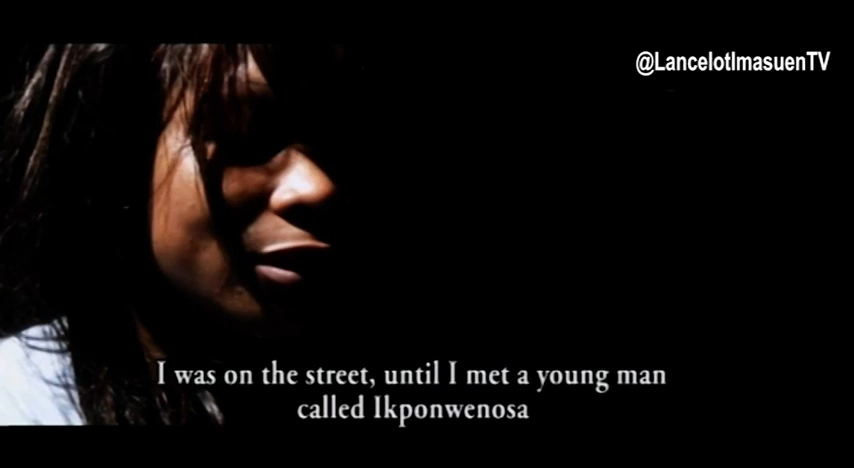 @LancelotImasuenTV
I was on the street, until I met a young man
called Ikponwenosa